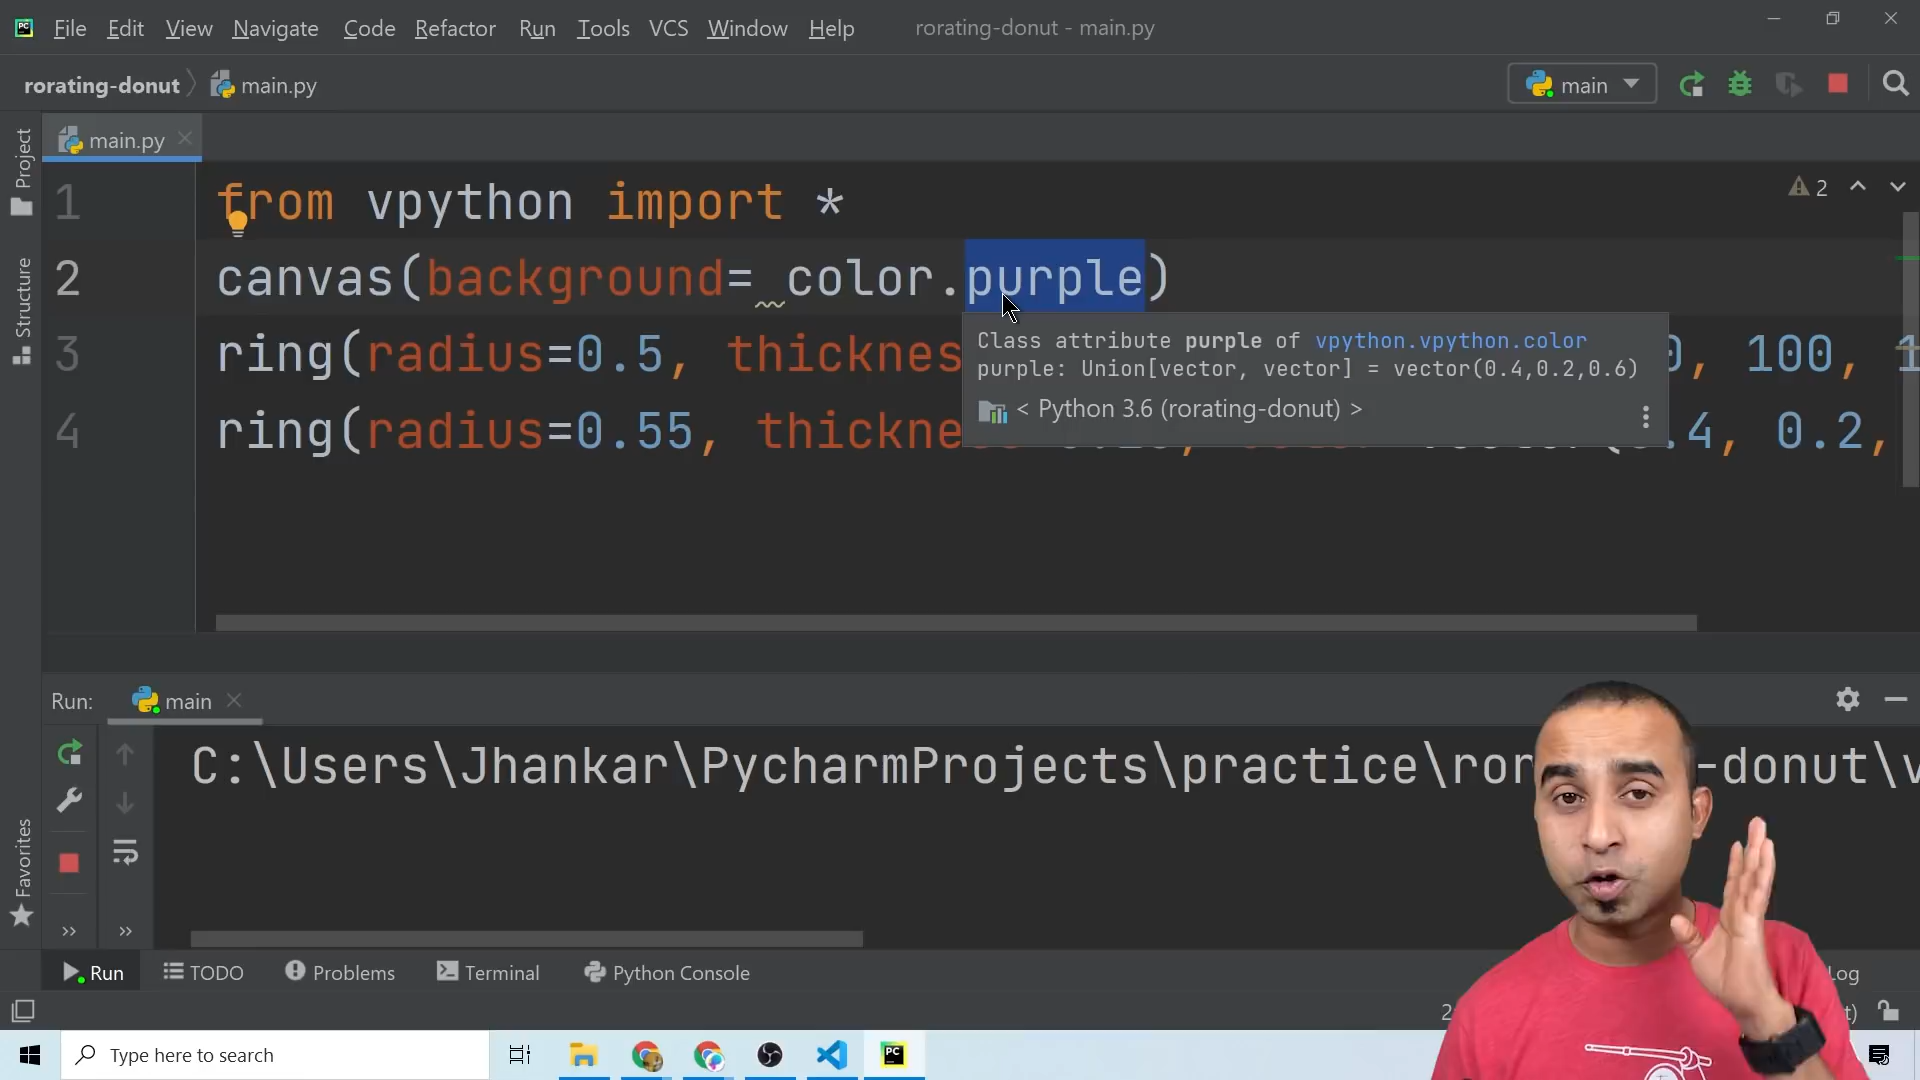 File Edit View Navigate Code Refactor Run Tools VCS Window Help rorating-donut - main.py
rorating-donut main.py main
Project
Structure
Favorites
main.py
2
1 from vpython import *
2 canvas(background= color.purple)
3 ring(radius=0.5, thicknes , 100, 1
4 ring(radius=0.55, thickne .4, 0.2,
Class attribute purple of vpython.vpython.color
purple: Union[vector, vector] = vector(0.4,0.2,0.6)
< Python 3.6 (rorating-donut) >
Run: main
C:\Users\Jhankar\PycharmProjects\practice\ror -donut\v
Run TODO Problems Terminal Python Console Log
Type here to search
PC